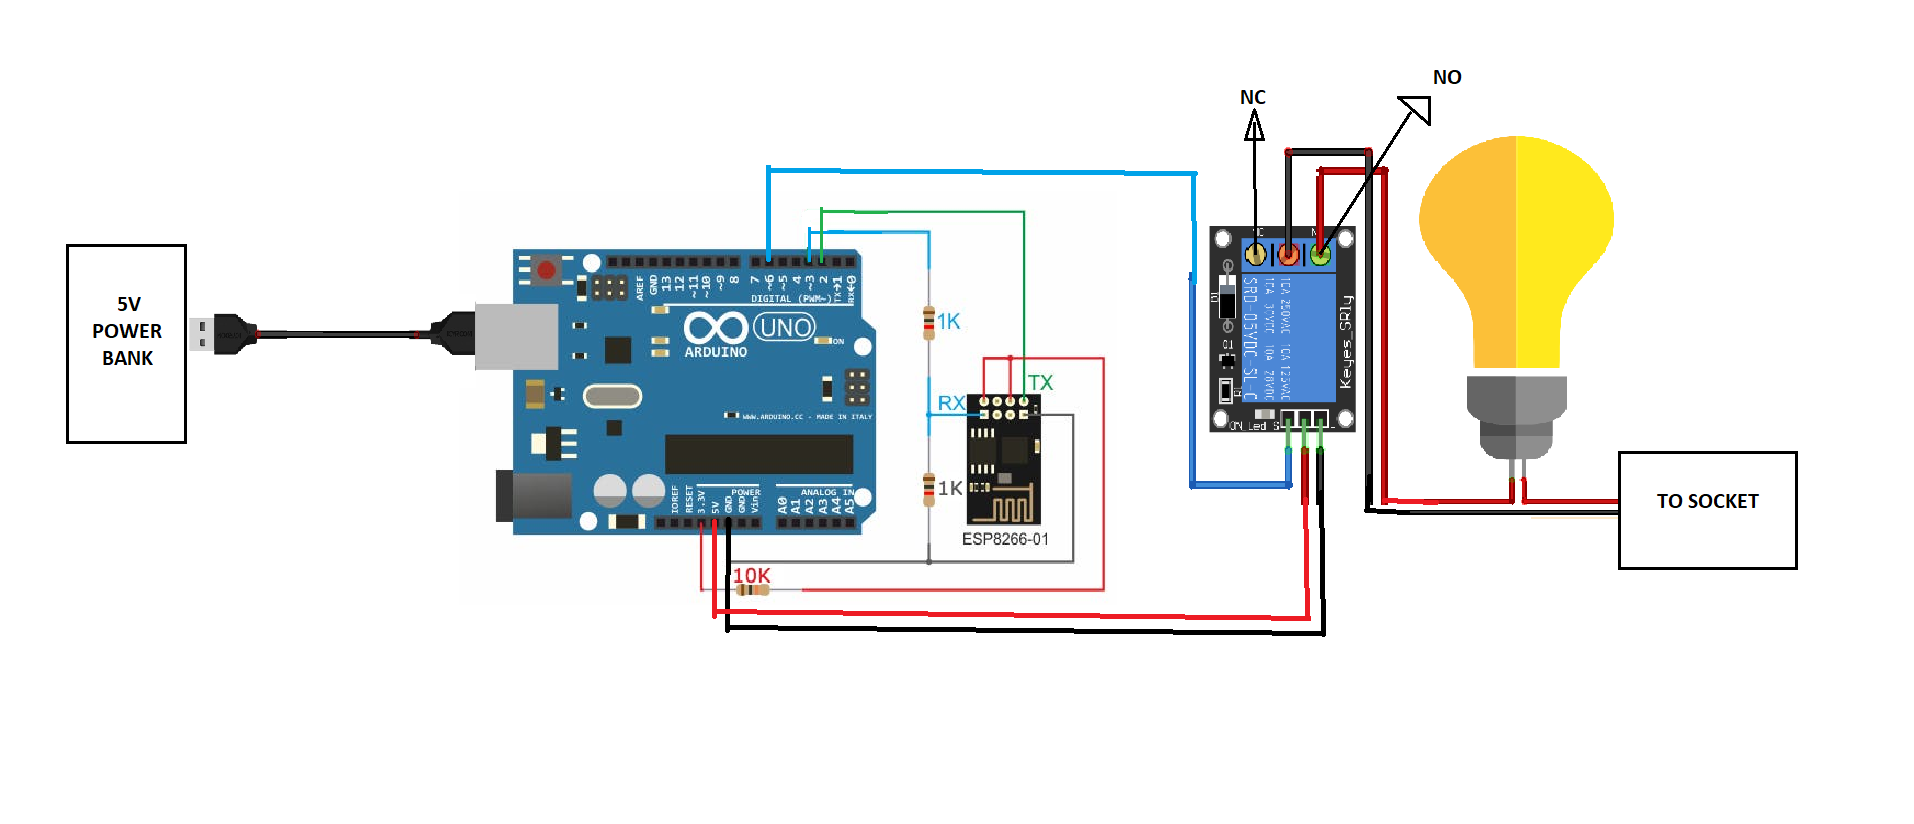 NO
NC
5V
POWER
BANK
AREF
GND
13
12
~11
~10
~9
8
7
~6
~5
4
~3
2
TX→1
RX←0
DIGITAL (PWM~)
UNO
ARDUINO
ON
WWW.ARDUINO.CC - MADE IN ITALY
IOREF
RESET
3.3V
5V
GND
GND
Vin
POWER
ANALOG IN
A0
A1
A2
A3
A4
A5
1K
TX
RX
1K
ESP8266-01
10K
SRD-05VDC-SL-C
10A 250VAC 10A 125VAC
10A 30VDC 10A 28VDC
Keyes_SRly
ON Led S
TO SOCKET